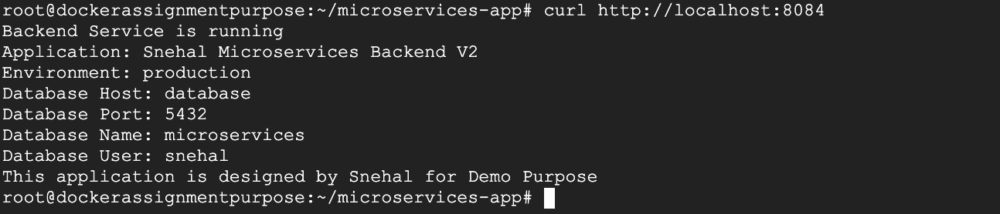 root@dockerassignmentpurpose:~/microservices-app# curl http://localhost:8084
Backend Service is running
Application: Snehal Microservices Backend V2
Environment: production
Database Host: database
Database Port: 5432
Database Name: microservices
Database User: snehal
This application is designed by Snehal for Demo Purpose
root@dockerassignmentpurpose:~/microservices-app#